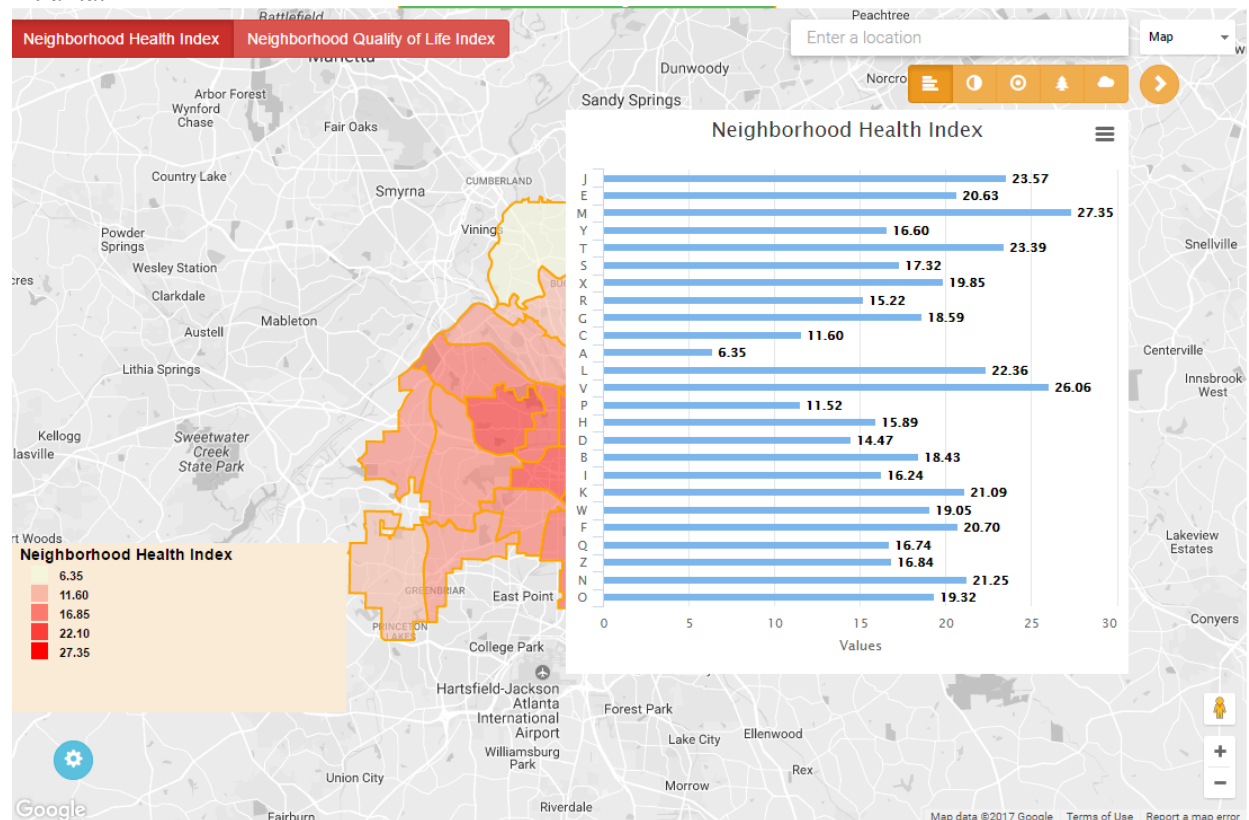 Battlefield
Peachtree
Neighborhood Health Index
Neighborhood Quality of Life Index
Enter a location
Map
Marietta
Dunwoody
Norcro
Sandy Springs
Arbor Forest
Wynford
Chase
Fair Oaks
Country Lake
Smyrna
CUMBERLAND
Powder
Springs
Vining
Wesley Station
Clarkdale
cres
Mableton
Austell
Lithia Springs
BUC
Kellogg
lasville
Sweetwater
Creek
State Park
rt Woods
GREENBRIAR
East Point
PRINCETON
LAKES
College Park
Hartsfield-Jackson
Atlanta
International
Airport
Williamsburg
Park
Forest Park
Lake City
Ellenwood
Rex
Morrow
Union City
Riverdale
Fairburn
Snellville
Centerville
Innsbrook
West
Lakeview
Estates
Conyers
W
Neighborhood Health Index
J 23.57
E 20.63
M 27.35
Y 16.60
T 23.39
S 17.32
X 19.85
R 15.22
G 18.59
C 11.60
A 6.35
L 22.36
V 26.06
P 11.52
H 15.89
D 14.47
B 18.43
I 16.24
K 21.09
W 19.05
F 20.70
Q 16.74
Z 16.84
N 21.25
O 19.32
0 5 10 15 20 25 30
Values
Neighborhood Health Index
6.35
11.60
16.85
22.10
27.35
Google
Map data ©2017 Google Terms of Use Report a map error